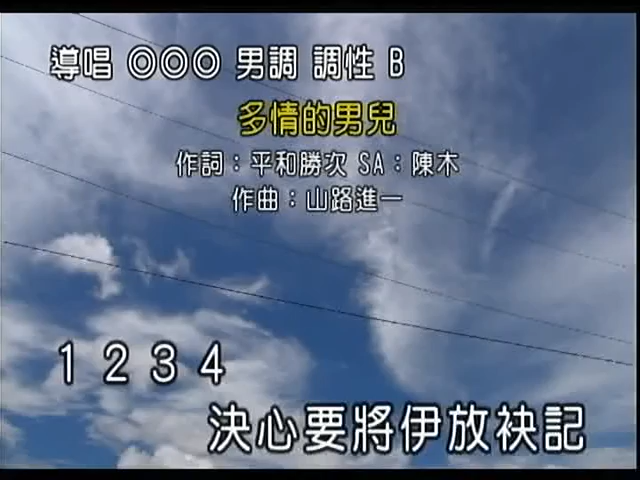 導唱 ◎◎◎ 男調 調性 B
多情的男兒
作詞：平和勝次 SA：陳木
作曲：山路進一
1 2 3 4
決心要將伊放袂記